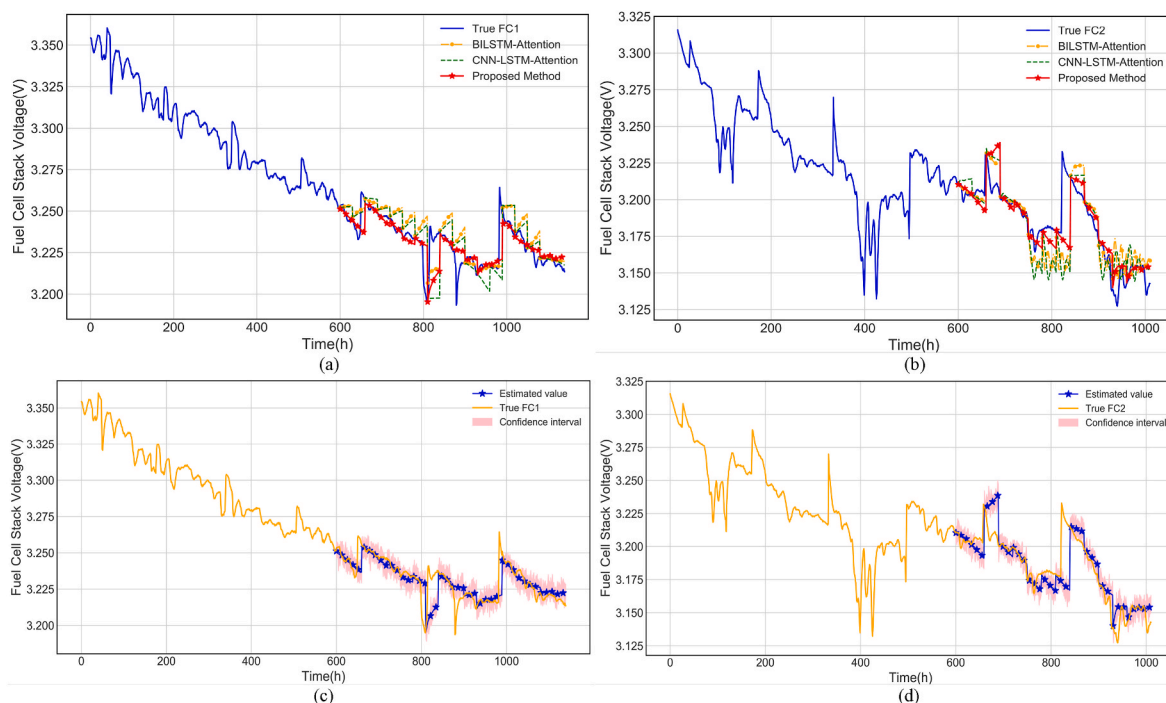 Fuel Cell Stack Voltage(V)
3.350
3.325
3.300
3.275
3.250
3.225
3.200
True FC1
BILSTM-Attention
CNN-LSTM-Attention
Proposed Method
0 200 400 600 800 1000
Time(h)
(a)
Fuel Cell Stack Voltage(V)
3.325
3.300
3.275
3.250
3.225
3.200
3.175
3.150
3.125
True FC2
BILSTM-Attention
CNN-LSTM-Attention
Proposed Method
0 200 400 600 800 1000
Time(h)
(b)
Fuel Cell Stack Voltage(V)
3.350
3.325
3.300
3.275
3.250
3.225
3.200
Estimated value
True FC1
Confidence interval
0 200 400 600 800 1000
Time(h)
(c)
Fuel Cell Stack Voltage(V)
3.325
3.300
3.275
3.250
3.225
3.200
3.175
3.150
3.125
Estimated value
True FC2
Confidence interval
0 200 400 600 800 1000
Time(h)
(d)